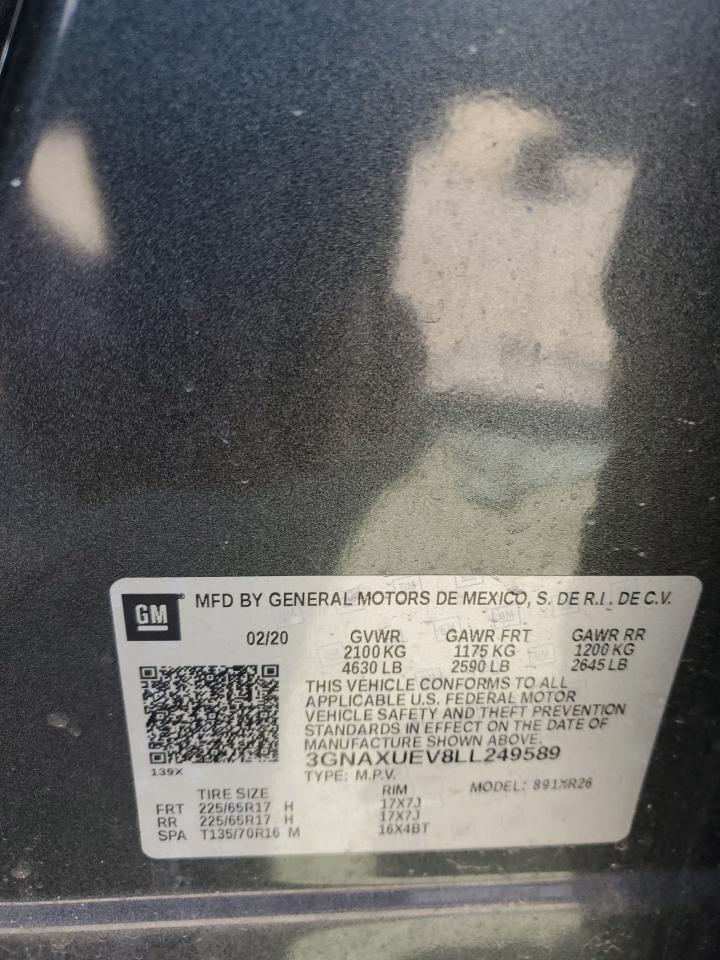 GM MFD BY GENERAL MOTORS DE MEXICO, S. DE R.L. DE C.V.
02/20 GVWR GAWR FRT GAWR RR
2100 KG 1175 KG 1200 KG
4630 LB 2590 LB 2645 LB
THIS VEHICLE CONFORMS TO ALL
APPLICABLE U.S. FEDERAL MOTOR
VEHICLE SAFETY AND THEFT PREVENTION
STANDARDS IN EFFECT ON THE DATE OF
MANUFACTURE SHOWN ABOVE.
3GNAXUEV8LL249589
139X TYPE: M.P.V. MODEL: 891XR26
TIRE SIZE RIM
FRT 225/65R17 H 17X7J
RR 225/65R17 H 17X7J
SPA T135/70R16 M 16X4BT